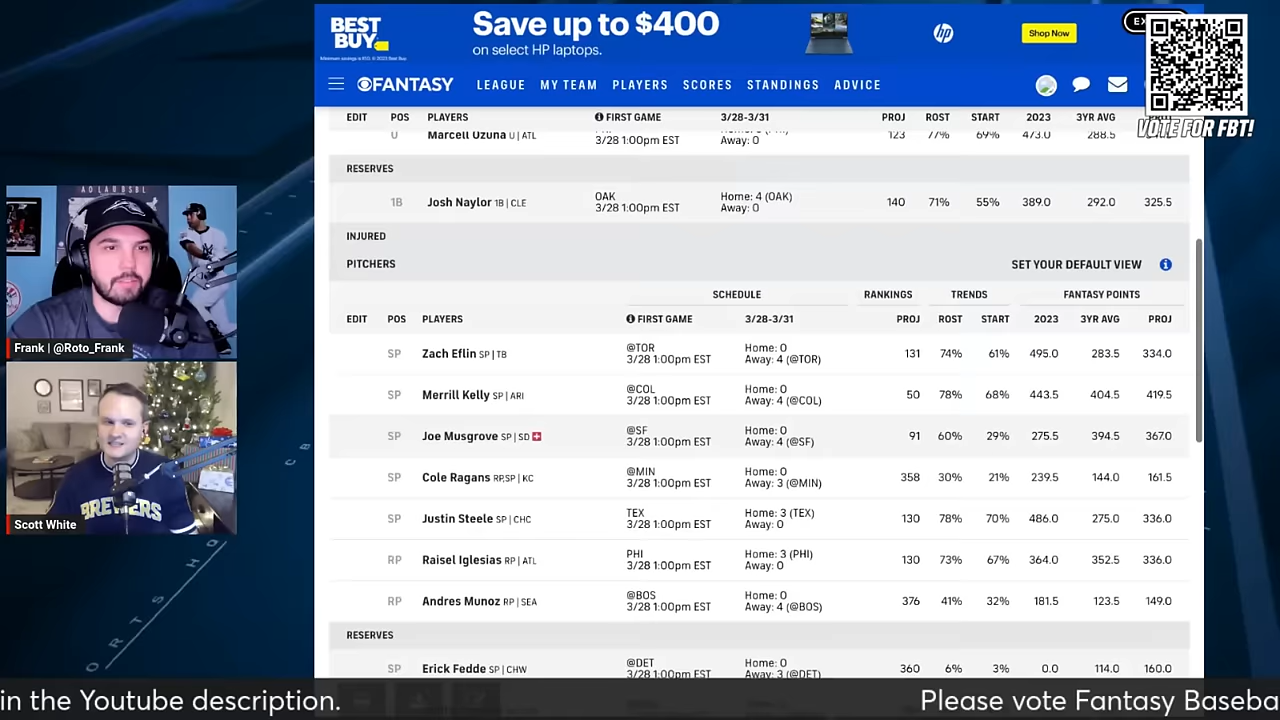 BEST BUY
Save up to $400
on select HP laptops.
hp
Shop Now
FANTASY LEAGUE MY TEAM PLAYERS SCORES STANDINGS ADVICE
VOTE FOR FBT!
EDIT POS PLAYERS FIRST GAME 3/28-3/31 PROJ ROST START 2023 3YR AVG
U Marcell Ozuna U | ATL 3/28 1:00pm EST Away: 0 123 77% 69% 473.0 288.5
RESERVES
1B Josh Naylor 1B | CLE OAK 3/28 1:00pm EST Home: 4 (OAK) Away: 0 140 71% 55% 389.0 292.0 325.5
INJURED
PITCHERS SET YOUR DEFAULT VIEW
SCHEDULE RANKINGS TRENDS FANTASY POINTS
EDIT POS PLAYERS FIRST GAME 3/28-3/31 PROJ ROST START 2023 3YR AVG PROJ
SP Zach Eflin SP | TB @TOR 3/28 1:00pm EST Home: 0 Away: 4 (@TOR) 131 74% 61% 495.0 283.5 334.0
SP Merrill Kelly SP | ARI @COL 3/28 1:00pm EST Home: 0 Away: 4 (@COL) 50 78% 68% 443.5 404.5 419.5
SP Joe Musgrove SP | SD @SF 3/28 1:00pm EST Home: 0 Away: 4 (@SF) 91 60% 29% 275.5 394.5 367.0
SP Cole Ragans RP,SP | KC @MIN 3/28 1:00pm EST Home: 0 Away: 3 (@MIN) 358 30% 21% 239.5 144.0 161.5
SP Justin Steele SP | CHC TEX 3/28 1:00pm EST Home: 3 (TEX) Away: 0 130 78% 70% 486.0 275.0 336.0
RP Raisel Iglesias RP | ATL PHI 3/28 1:00pm EST Home: 3 (PHI) Away: 0 130 73% 67% 364.0 352.5 336.0
RP Andres Munoz RP | SEA @BOS 3/28 1:00pm EST Home: 0 Away: 4 (@BOS) 376 41% 32% 181.5 123.5 149.0
RESERVES
SP Erick Fedde SP | CHW @DET 3/28 1:00pm EST Home: 0 Away: 3 (@DET) 360 6% 3% 0.0 114.0 160.0
Frank | @Roto_Frank
BREWERS
Scott White
in the Youtube description. Please vote Fantasy Baseba